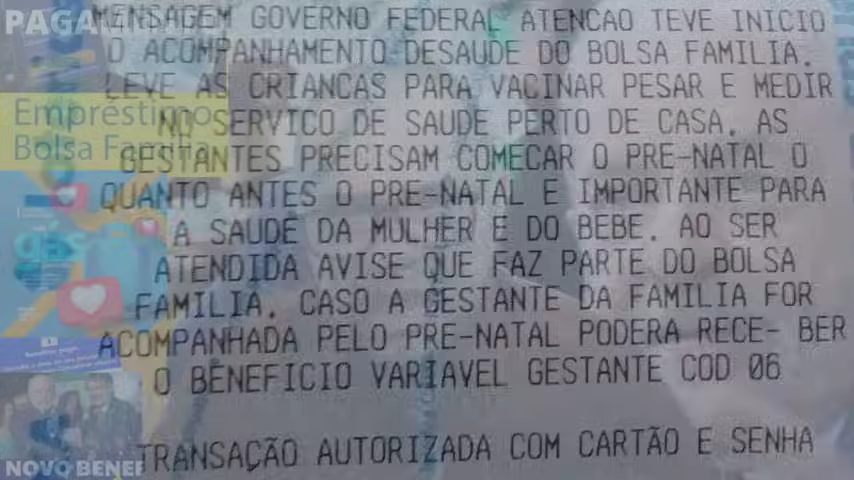 PAGAM
MENSAGEM GOVERNO FEDERAL ATENCAO TEVE INICIO
O ACOMPANHAMENTO DESAUDE DO BOLSA FAMILIA.
LEVE AS CRIANCAS PARA VACINAR PESAR E MEDIR
NO SERVICO DE SAUDE PERTO DE CASA. AS
GESTANTES PRECISAM COMECAR O PRE-NATAL O
QUANTO ANTES O PRE-NATAL E IMPORTANTE PARA
A SAUDE DA MULHER E DO BEBE. AO SER
ATENDIDA AVISE QUE FAZ PARTE DO BOLSA
FAMILIA. CASO A GESTANTE DA FAMILIA FOR
ACOMPANHADA PELO PRE-NATAL PODERA RECE- BER
O BENEFICIO VARIAVEL GESTANTE COD 06
TRANSAÇÃO AUTORIZADA COM CARTÃO E SENHA
Empréstimo
Bolsa Família
gás
NOVO BENEF